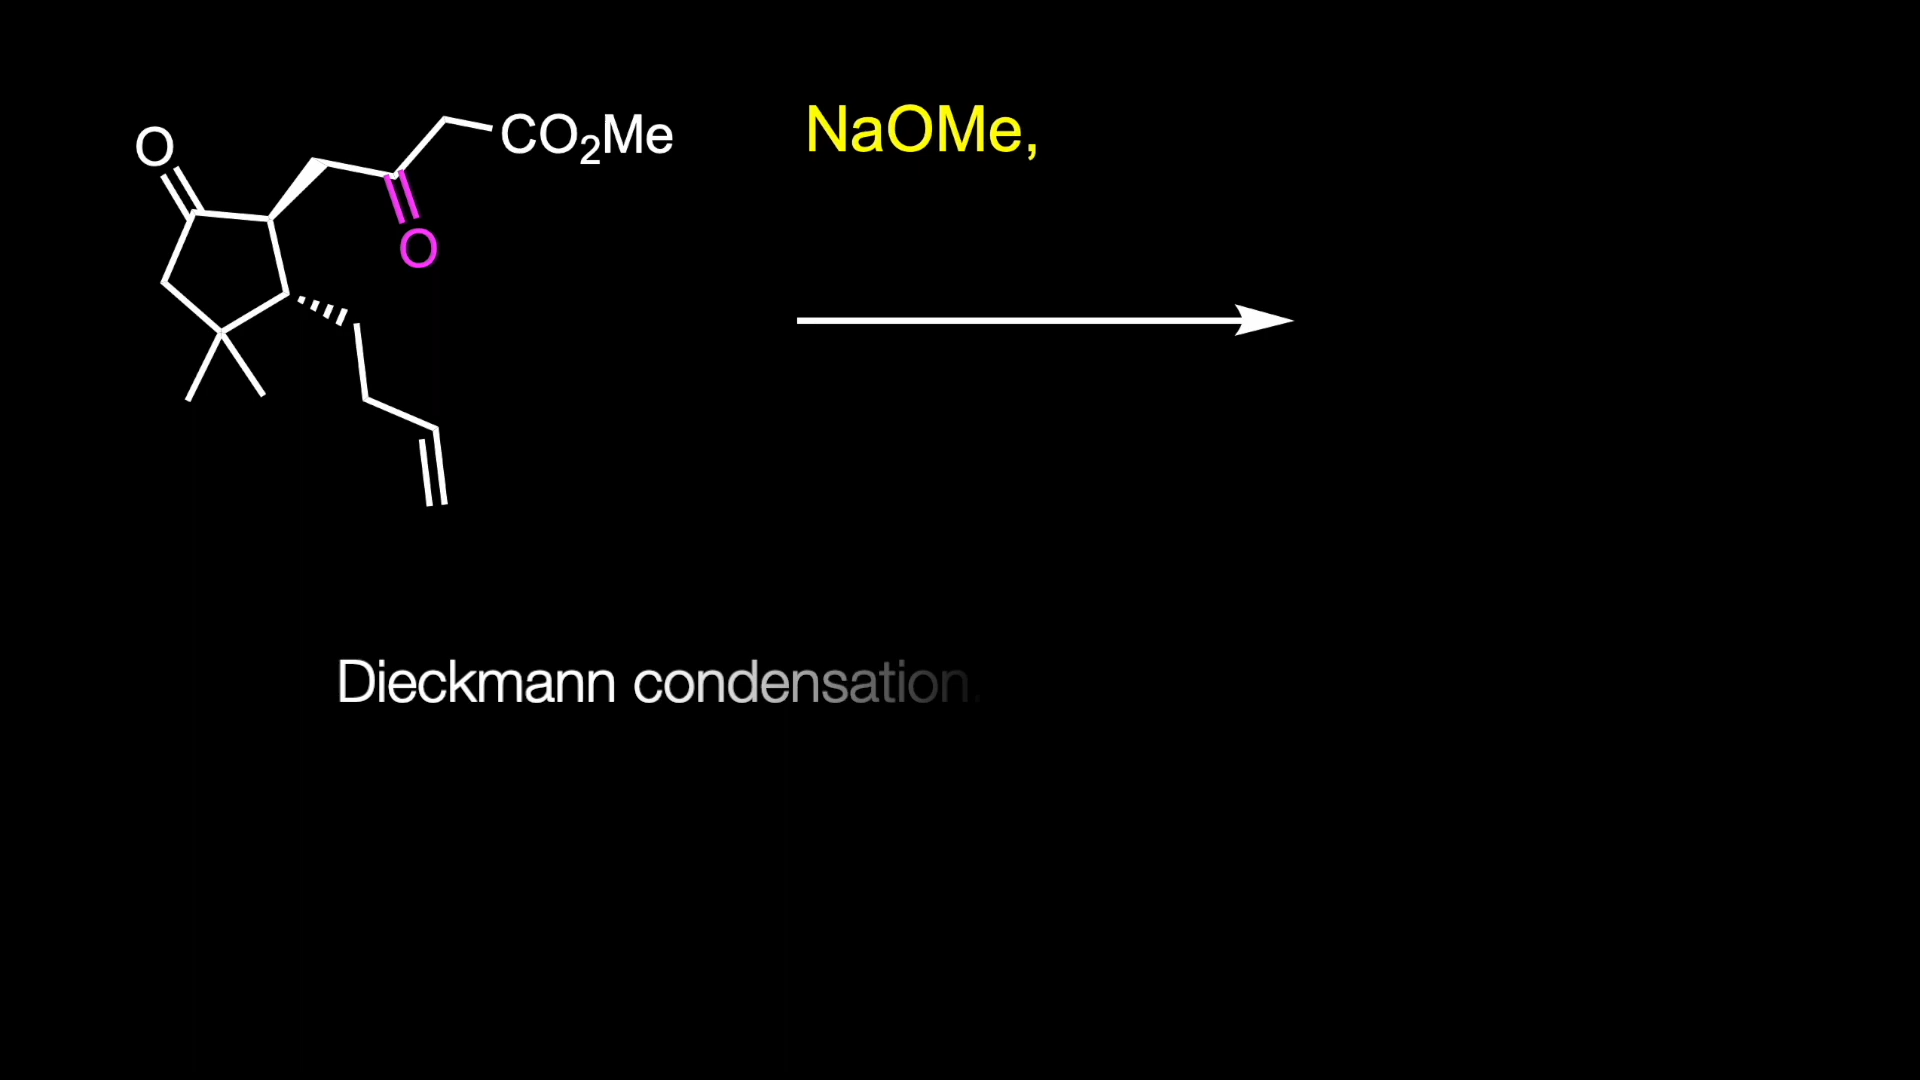 O
CO₂Me
O
NaOMe,
Dieckmann condensation.